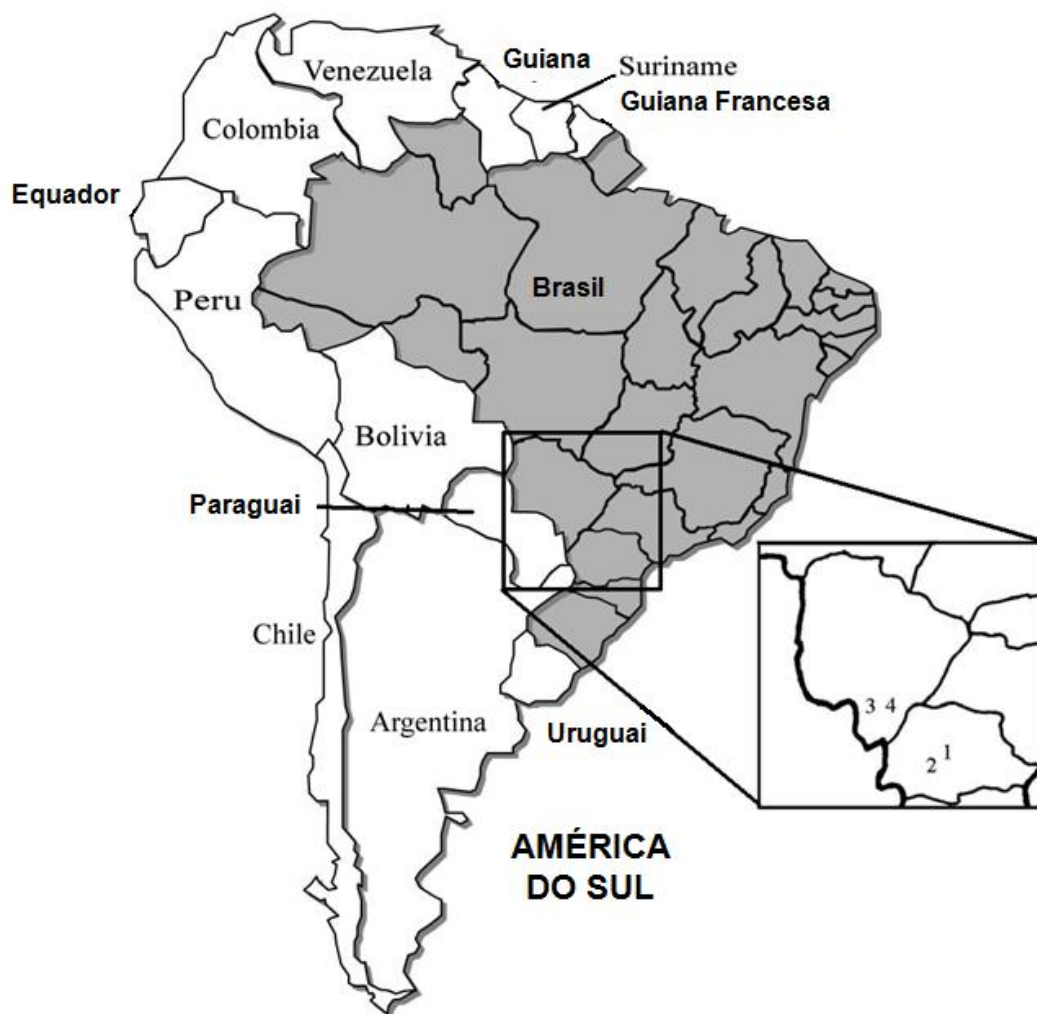 Guiana
Suriname
Venezuela
Guiana Francesa
Colombia
Equador
Brasil
Peru
Bolivia
Paraguai
Chile
3 4
Argentina
Uruguai
2 1
AMÉRICA
DO SUL